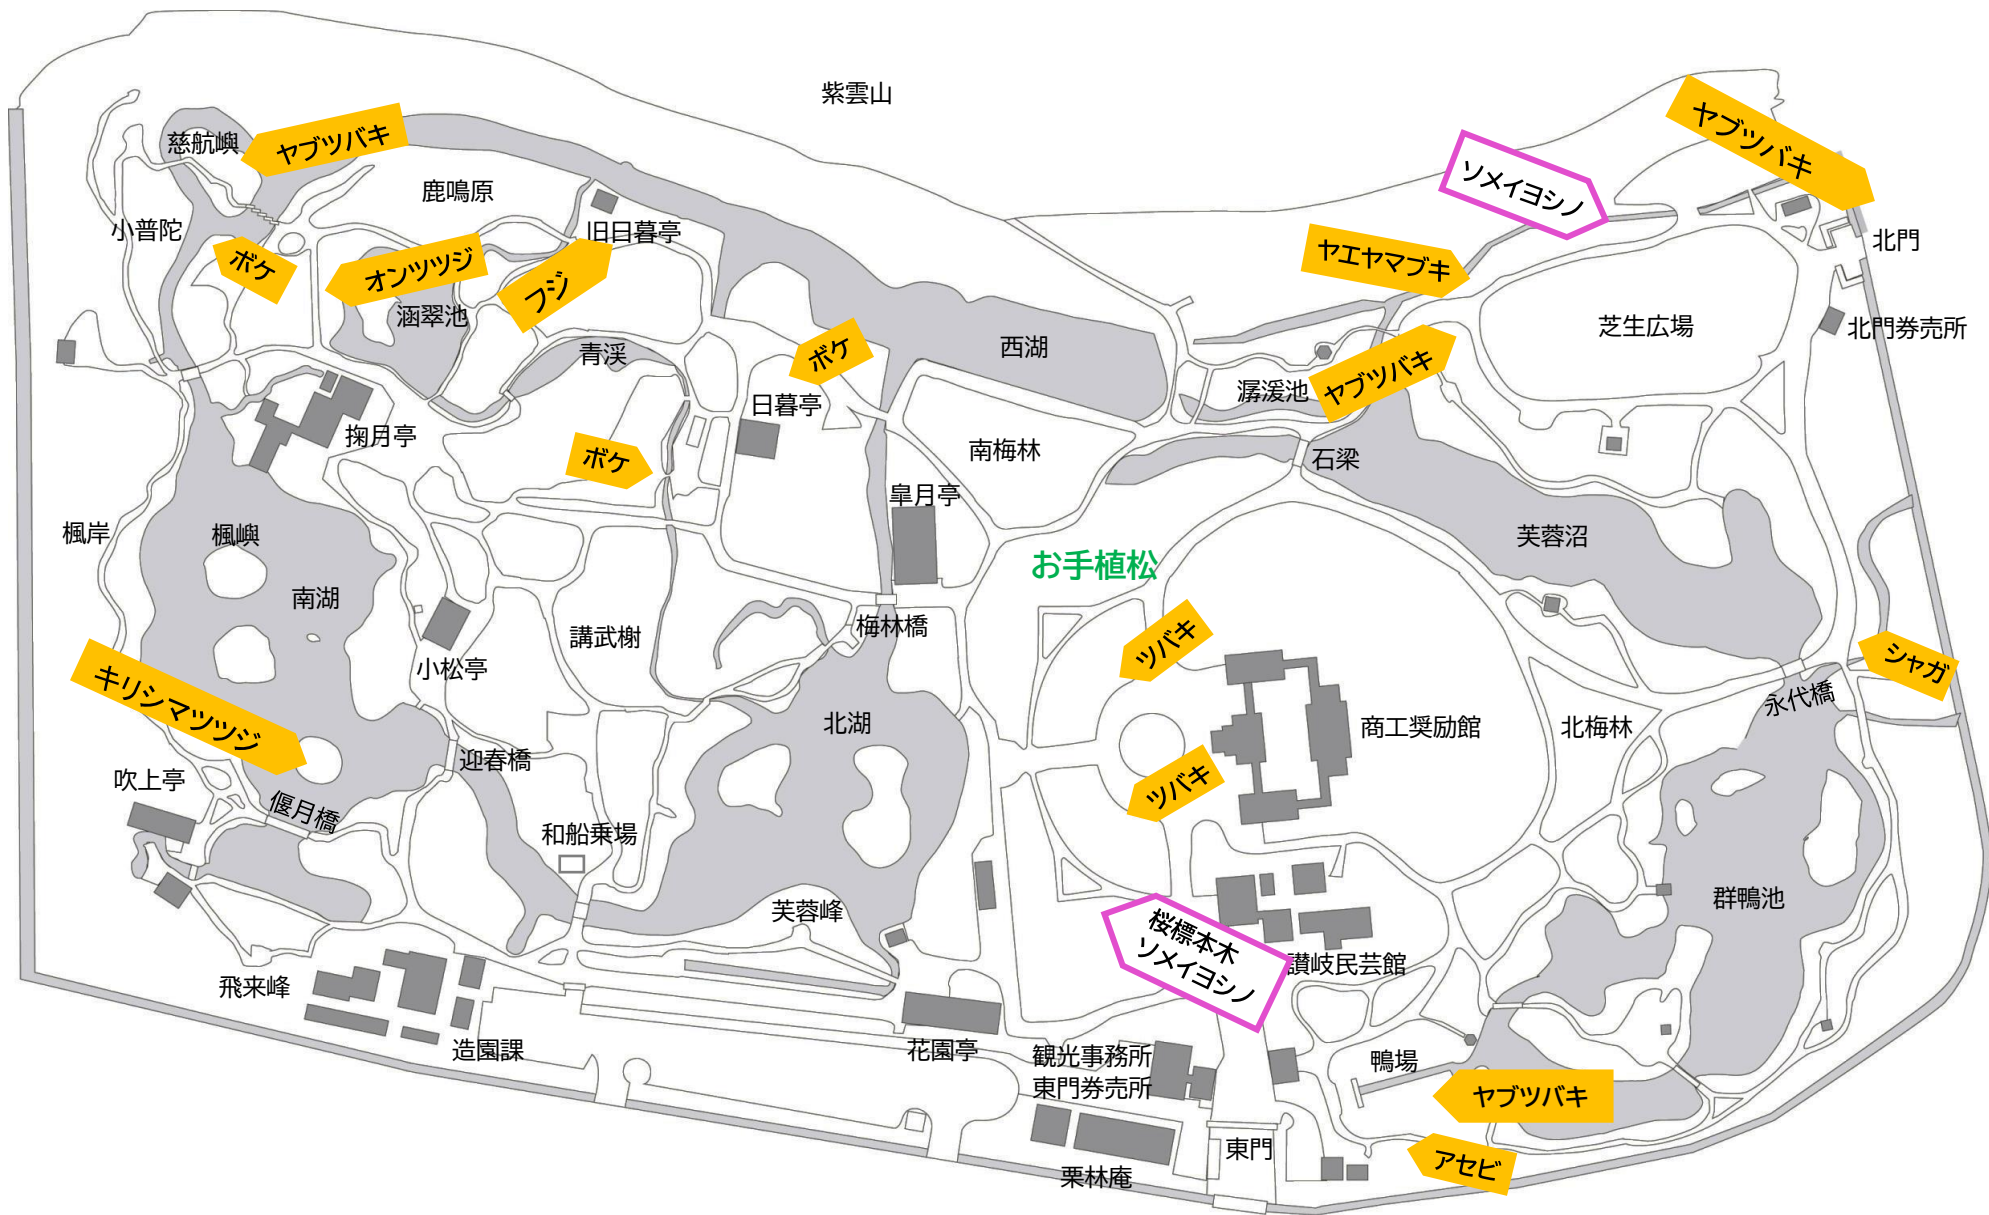 紫雲山
慈航嶼
ヤブツバキ
鹿鳴原
小普陀
旧日暮亭
ボケ
オンツツジ
フジ
涵翠池
青渓
ボケ
日暮亭
西湖
ソメイヨシノ
ヤブツバキ
ヤエヤマブキ
北門
北門券売所
芝生広場
潺湲池
ヤブツバキ
掬月亭
ボケ
南梅林
石梁
皐月亭
楓岸
楓嶼
南湖
お手植松
芙蓉沼
講武榭
梅林橋
小松亭
ツバキ
シャガ
キリシマツツジ
北湖
商工奨励館
北梅林
永代橋
迎春橋
吹上亭
偃月橋
和船乗場
ツバキ
芙蓉峰
群鴨池
桜標本木
ソメイヨシノ
讃岐民芸館
飛来峰
造園課
花園亭
観光事務所
東門券売所
鴨場
ヤブツバキ
東門
アセビ
栗林庵